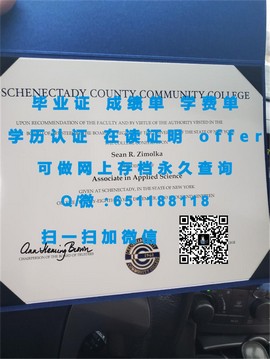 SCHENECTADY COUNTY COMMUNITY COLLEGE
UPON RECOMMENDATION OF THE FACULTY AND BY VIRTUE OF THE AUTHORITY VESTED IN THE
毕业证 成绩单 学费单
Sean R. Zimolka
学历认证 在读证明 offer
可做网上存档永久查询
Associate in Applied Science
GIVEN AT SCHENECTADY, IN THE STATE OF NEW YORK
Q/微:1951188118
扫一扫加微信
CHAIRPERSON OF THE BOARD OF TRUSTEES